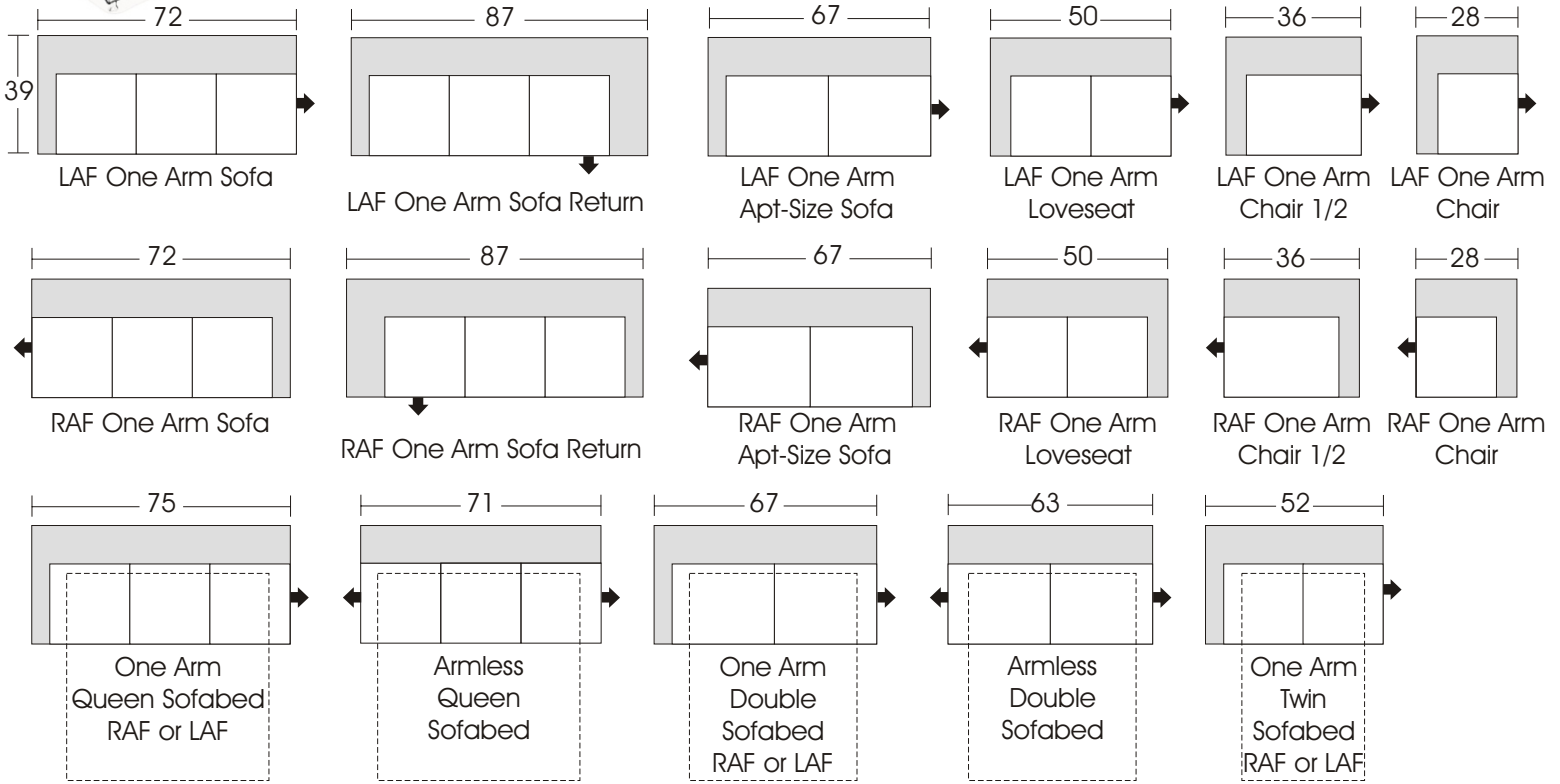 72
87
67
50
36
28
39
LAF One Arm Sofa
LAF One Arm Sofa Return
LAF One Arm
Apt-Size Sofa
LAF One Arm
Loveseat
LAF One Arm
Chair 1/2
LAF One Arm
Chair
72
87
67
50
36
28
RAF One Arm Sofa
RAF One Arm Sofa Return
RAF One Arm
Apt-Size Sofa
RAF One Arm
Loveseat
RAF One Arm
Chair 1/2
RAF One Arm
Chair
75
71
67
63
52
One Arm
Queen Sofabed
RAF or LAF
Armless
Queen
Sofabed
One Arm
Double
Sofabed
RAF or LAF
Armless
Double
Sofabed
One Arm
Twin
Sofabed
RAF or LAF